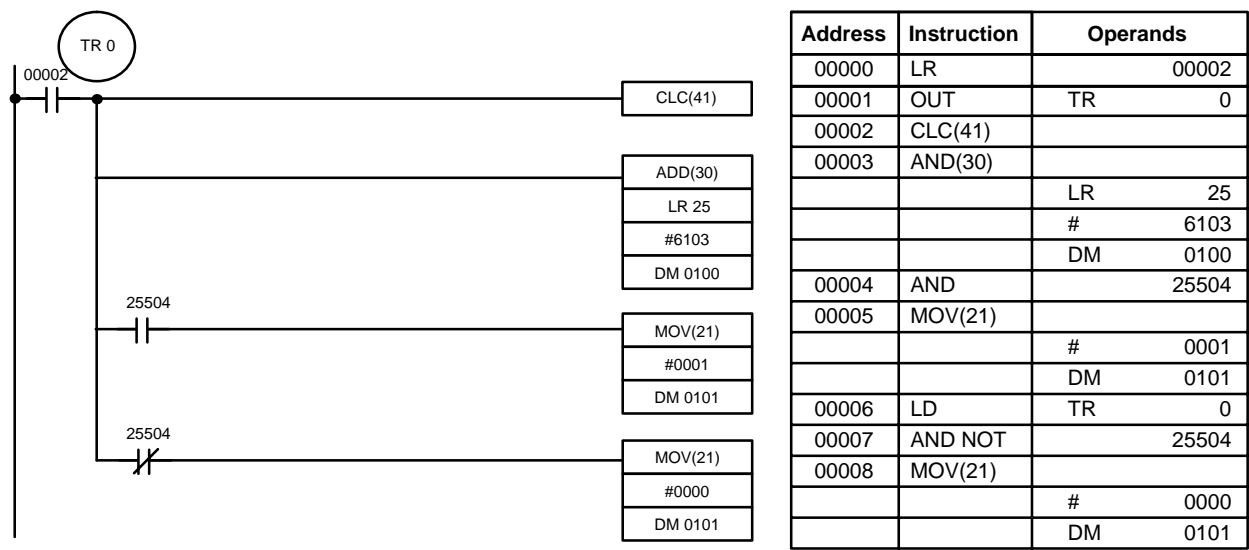 TR 0
00002
CLC(41)
ADD(30)
LR 25
#6103
DM 0100
25504
MOV(21)
#0001
DM 0101
25504
MOV(21)
#0000
DM 0101
Address Instruction Operands
00000 LR 00002
00001 OUT TR 0
00002 CLC(41)
00003 AND(30)
LR 25
# 6103
DM 0100
00004 AND 25504
00005 MOV(21)
# 0001
DM 0101
00006 LD TR 0
00007 AND NOT 25504
00008 MOV(21)
# 0000
DM 0101